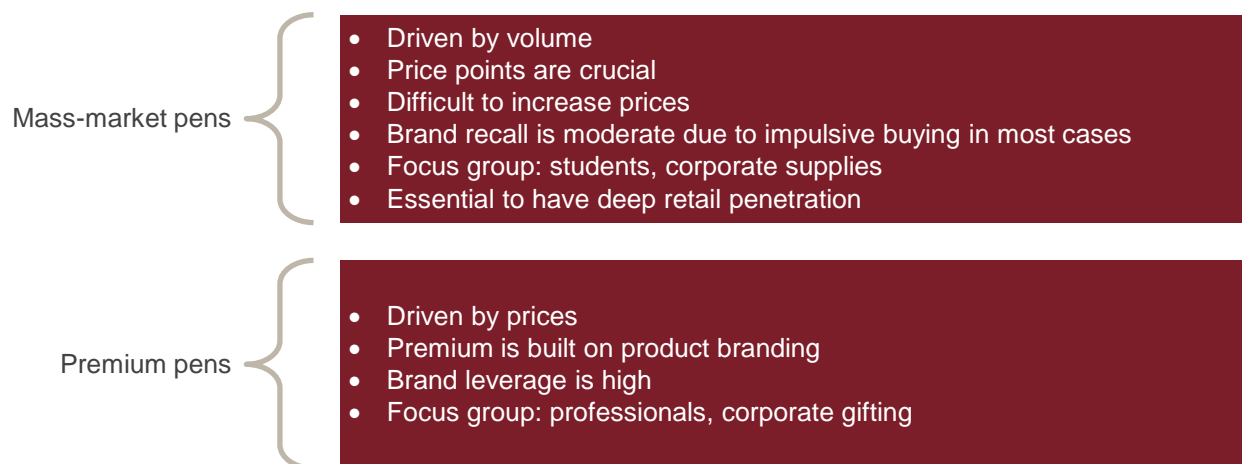 Mass-market pens
• Driven by volume
• Price points are crucial
• Difficult to increase prices
• Brand recall is moderate due to impulsive buying in most cases
• Focus group: students, corporate supplies
• Essential to have deep retail penetration
Premium pens
• Driven by prices
• Premium is built on product branding
• Brand leverage is high
• Focus group: professionals, corporate gifting